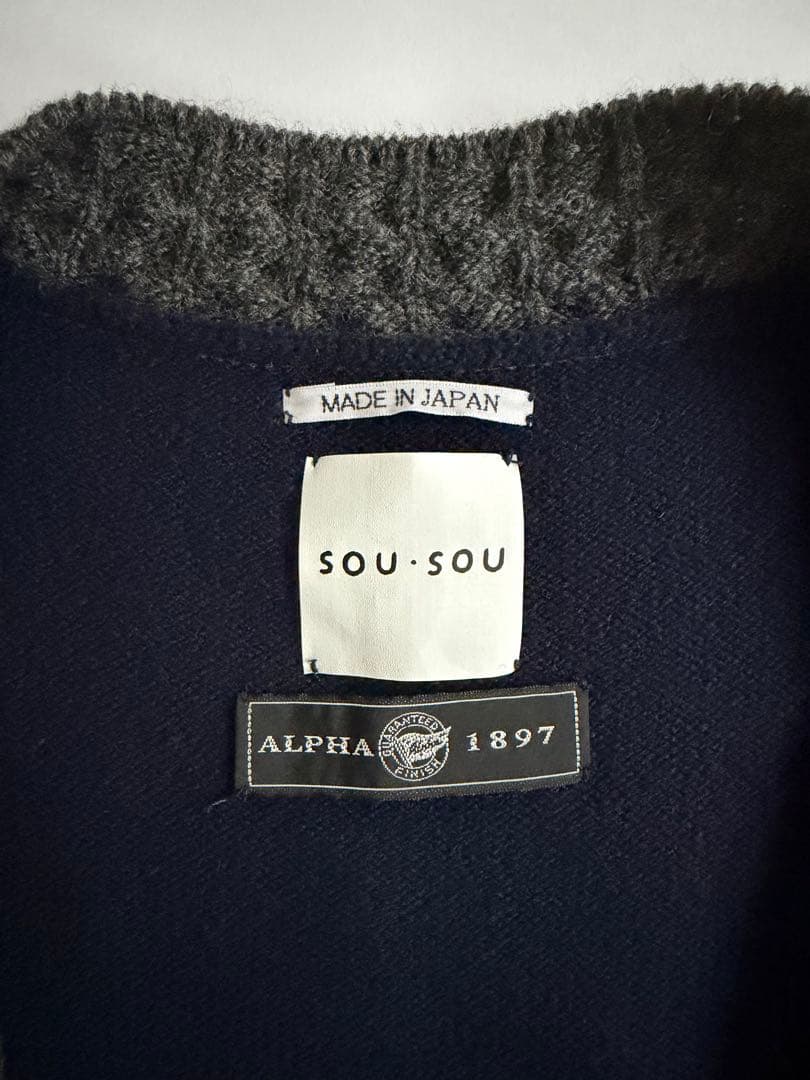 MADE IN JAPAN
SOU・SOU
ALPHA
GUARANTEED
FINISH
1897